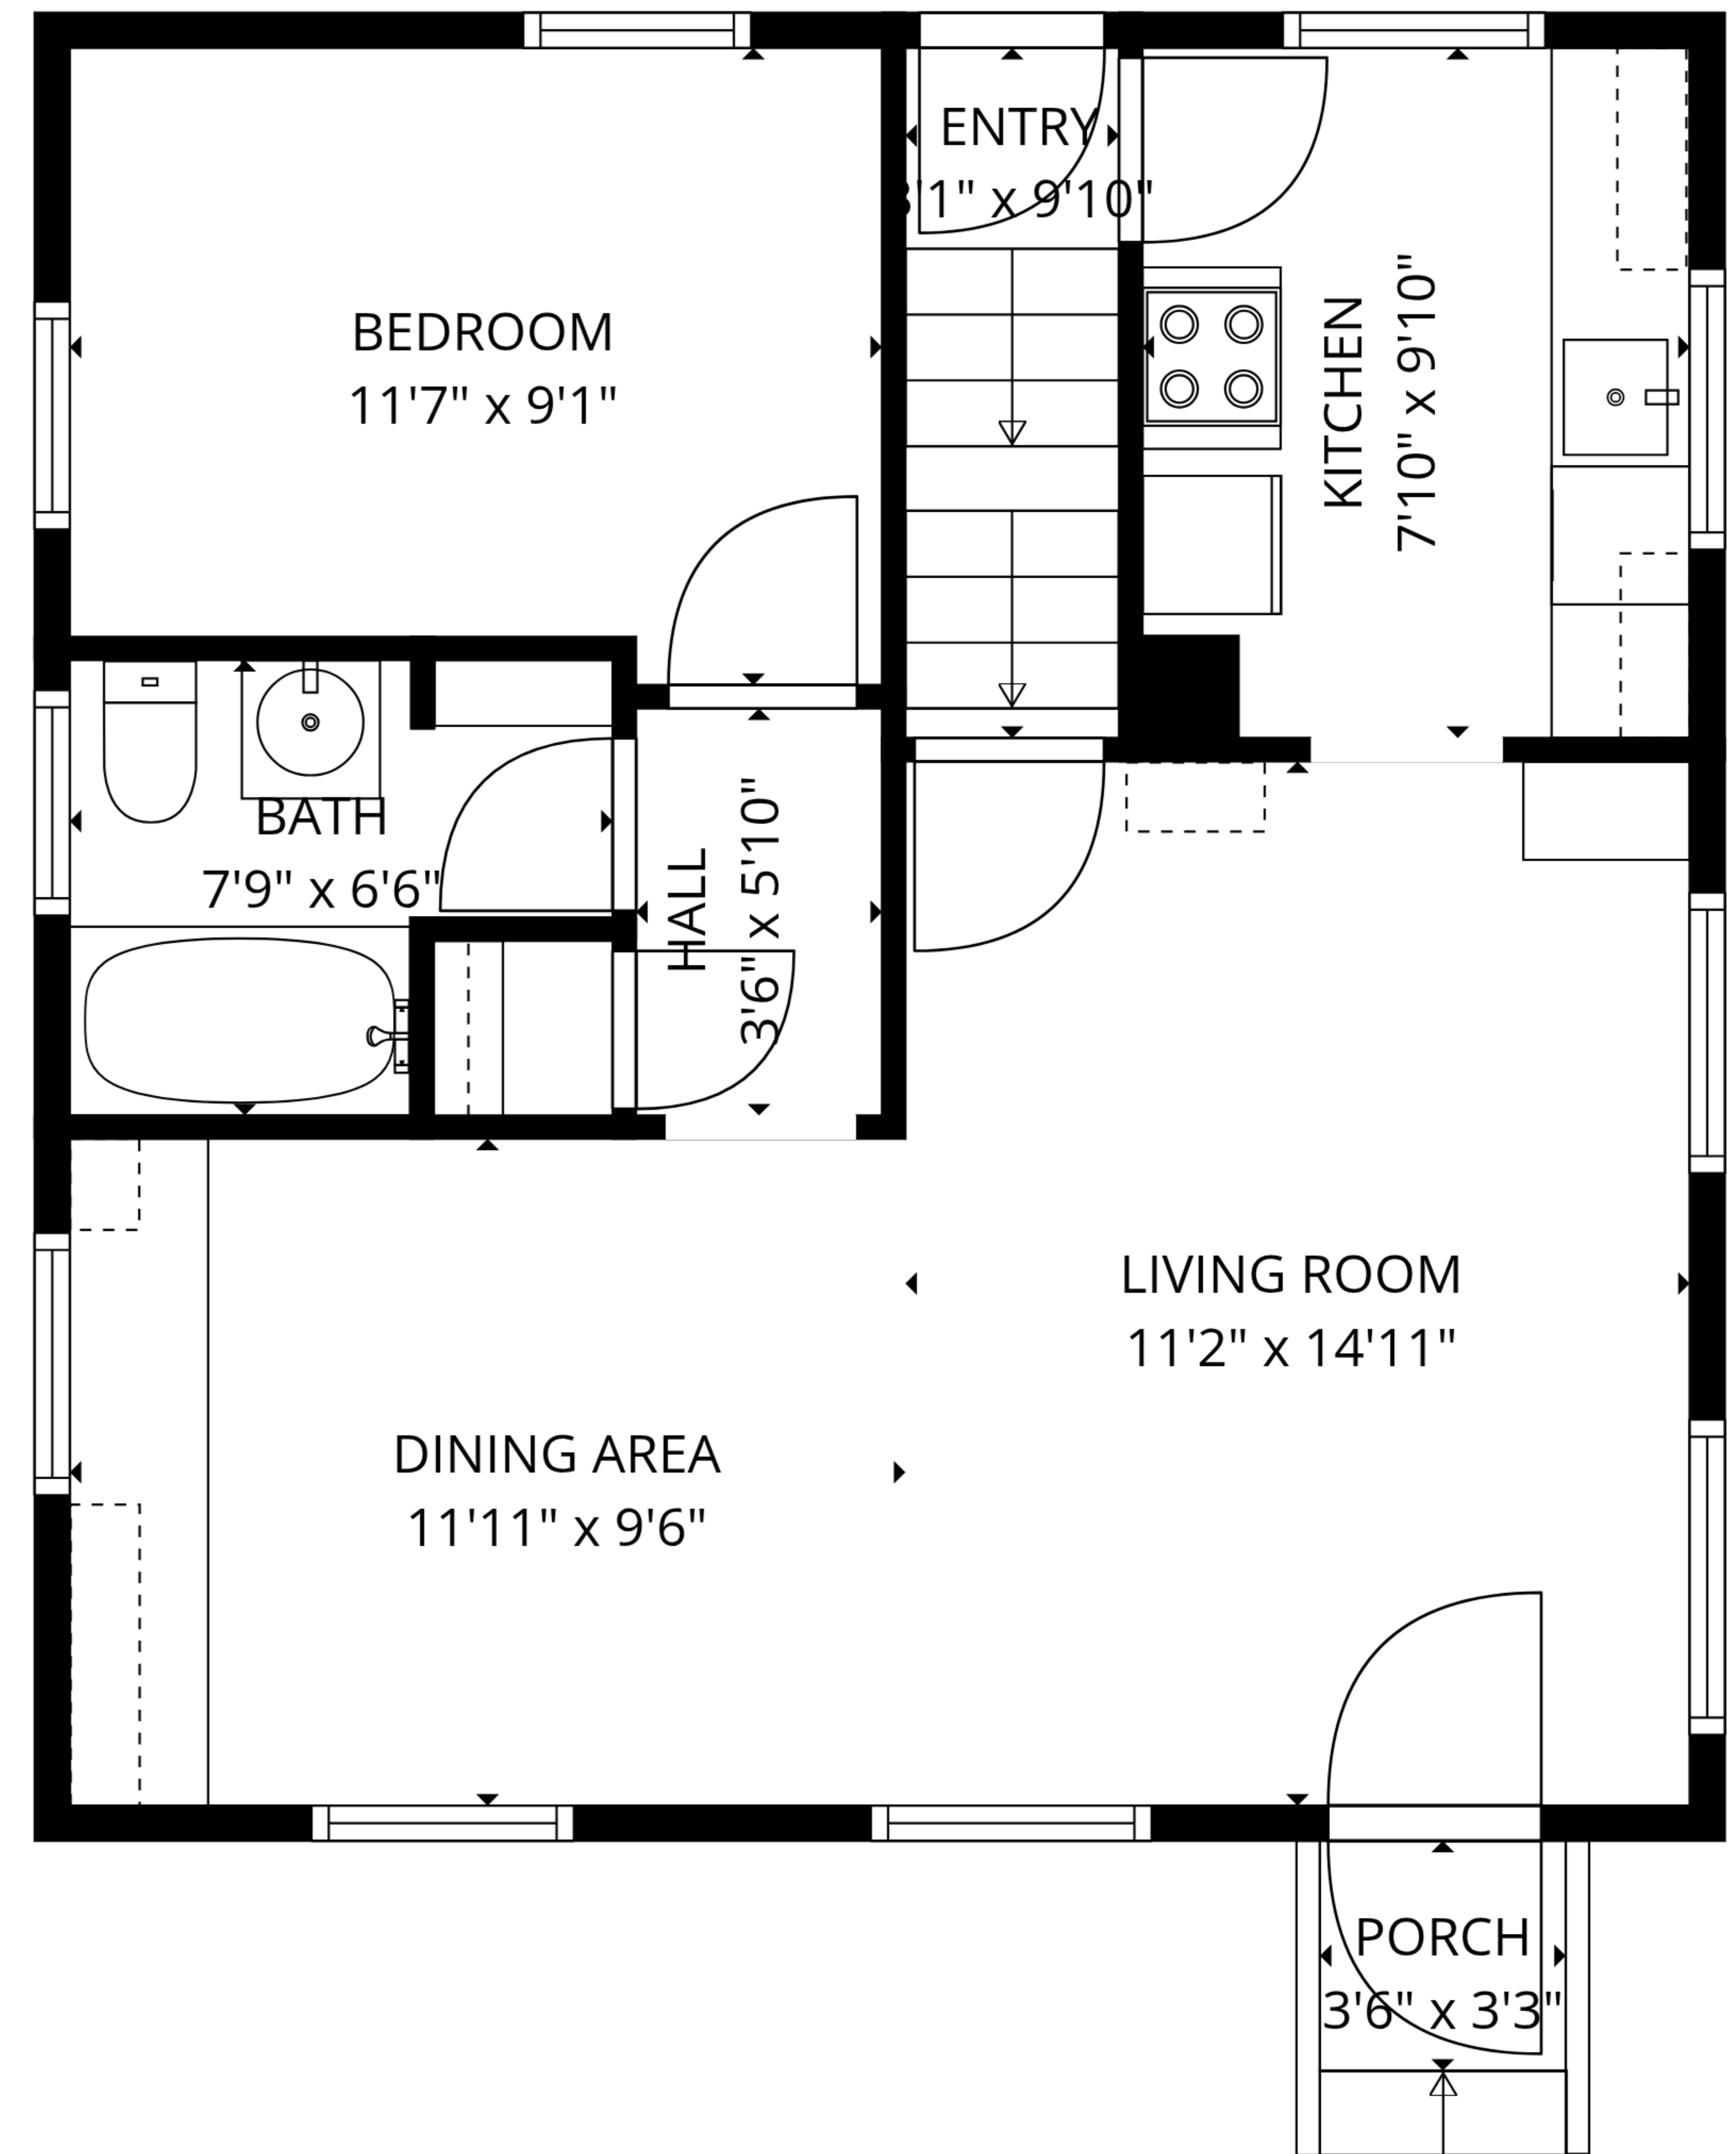 ENTRY
3'1" x 9'10"
BEDROOM
11'7" x 9'1"
KITCHEN
7'10" x 9'10"
BATH
7'9" x 6'6"
HALL
3'6" x 5'10"
LIVING ROOM
11'2" x 14'11"
DINING AREA
11'11" x 9'6"
PORCH
3'6" x 3'3"